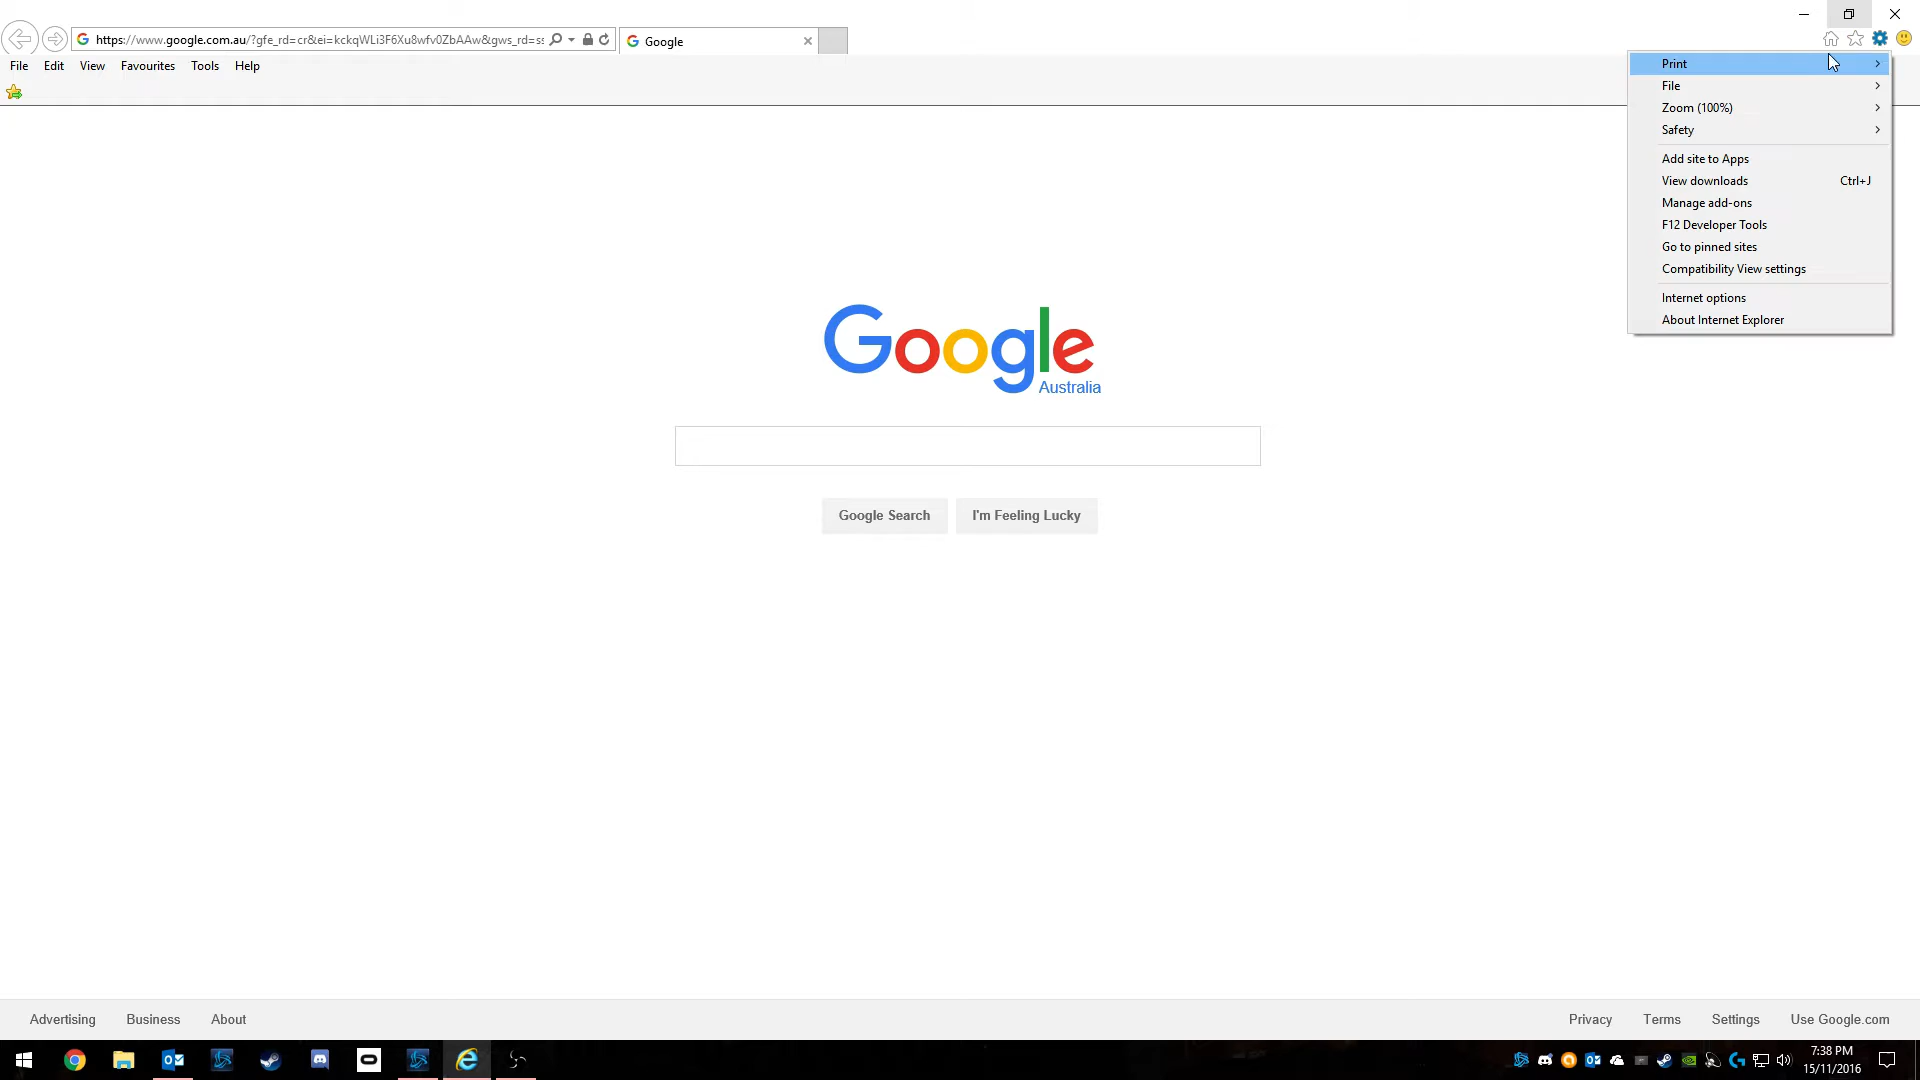 https://www.google.com.au/?gfe_rd=cr&ei=kckqWLi3F6Xu8wfv0ZbAAw&gws_rd=s
Google
File Edit View Favourites Tools Help
Print
File
Zoom (100%)
Safety
Add site to Apps
View downloads Ctrl+J
Manage add-ons
F12 Developer Tools
Go to pinned sites
Compatibility View settings
Internet options
About Internet Explorer
Google
Australia
Google Search I'm Feeling Lucky
Advertising Business About Privacy Terms Settings Use Google.com
7:38 PM
15/11/2016